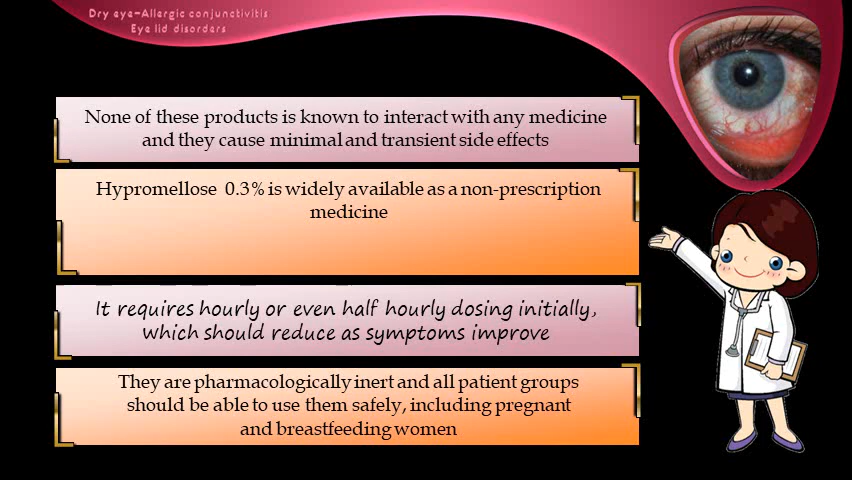 Dry eye-Allergic conjunctivitis
Eye lid disorders
None of these products is known to interact with any medicine
and they cause minimal and transient side effects
Hypromellose 0.3% is widely available as a non-prescription
medicine
It requires hourly or even half hourly dosing initially,
which should reduce as symptoms improve
They are pharmacologically inert and all patient groups
should be able to use them safely, including pregnant
and breastfeeding women